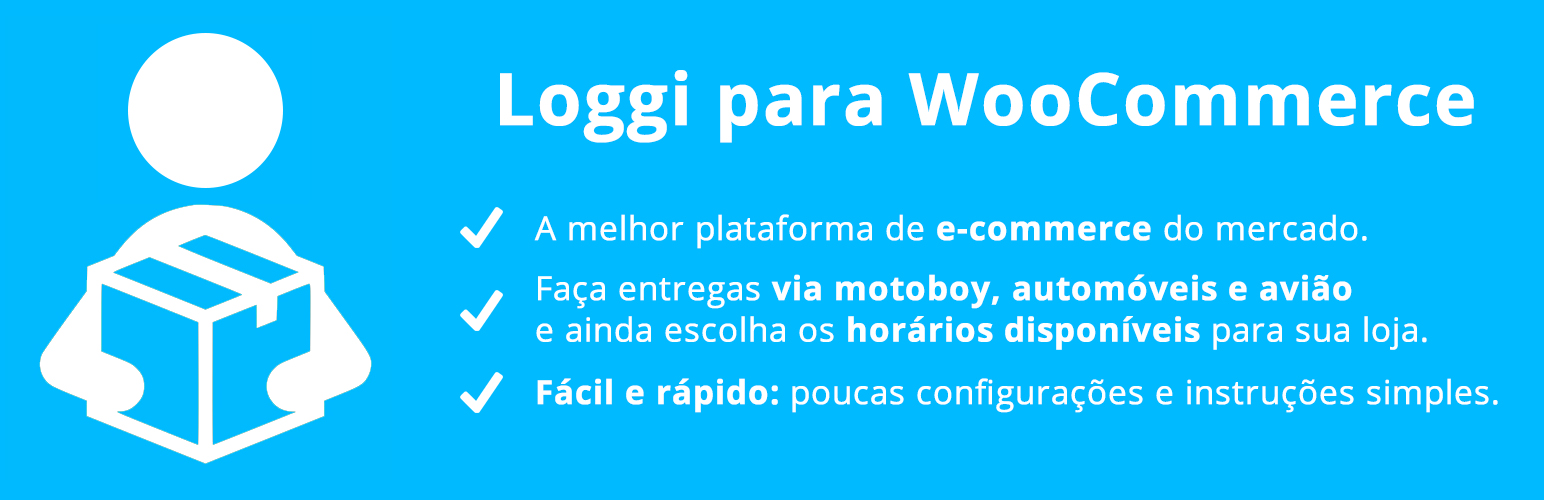 Loggi para WooCommerce
A melhor plataforma de e-commerce do mercado.
Faça entregas via motoboy, automóveis e avião
e ainda escolha os horários disponíveis para sua loja.
Fácil e rápido: poucas configurações e instruções simples.